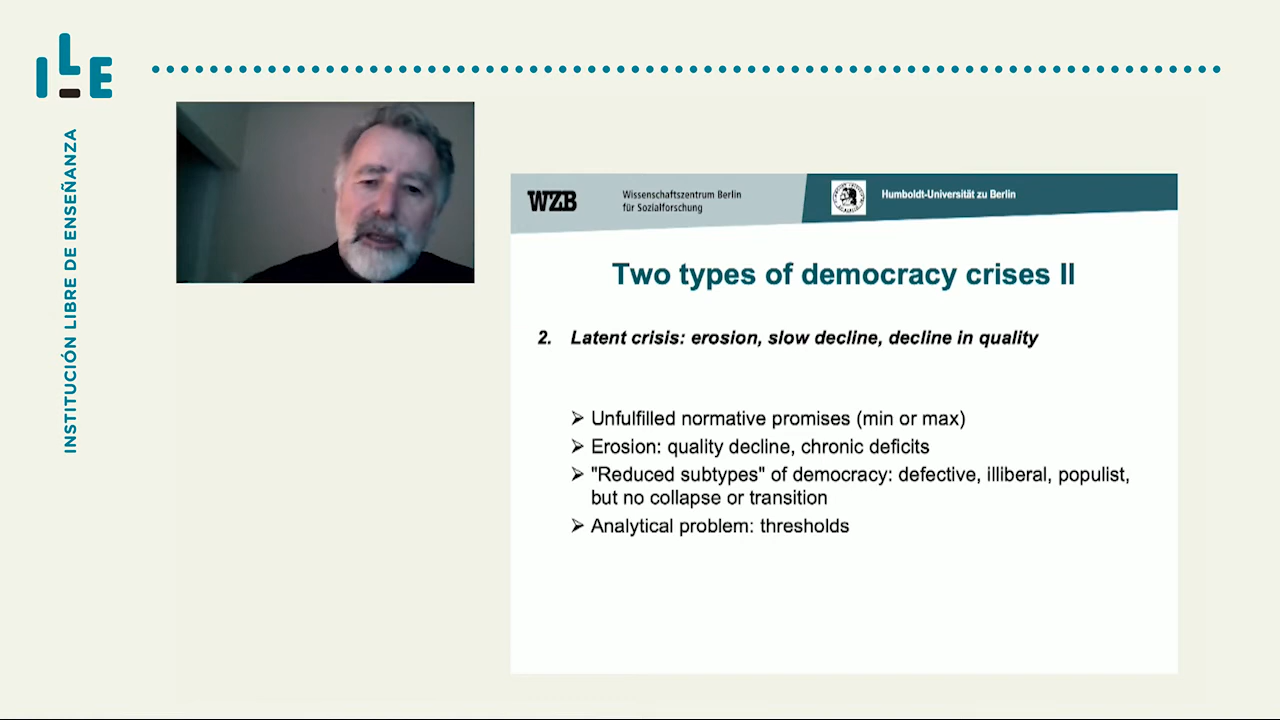 ILE
INSTITUCIÓN LIBRE DE ENSEÑANZA
WZB
Wissenschaftszentrum Berlin
für Sozialforschung
Humboldt-Universität zu Berlin
Two types of democracy crises II
2. Latent crisis: erosion, slow decline, decline in quality
➢ Unfulfilled normative promises (min or max)
➢ Erosion: quality decline, chronic deficits
➢ "Reduced subtypes" of democracy: defective, illiberal, populist,
but no collapse or transition
➢ Analytical problem: thresholds